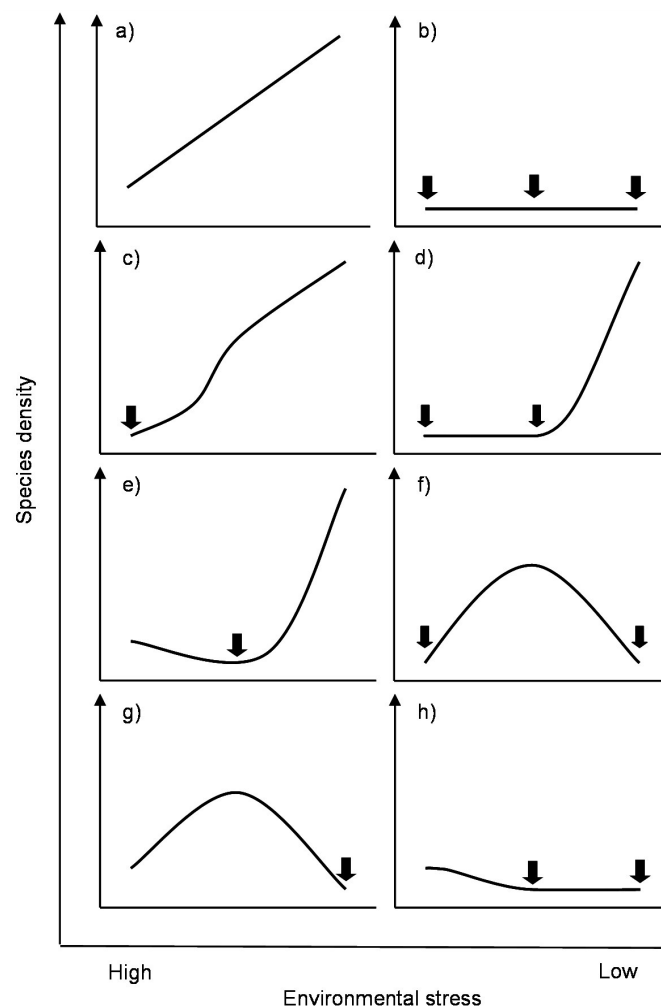 a)
b)
c)
d)
e)
f)
g)
h)
Species density
High
Low
Environmental stress